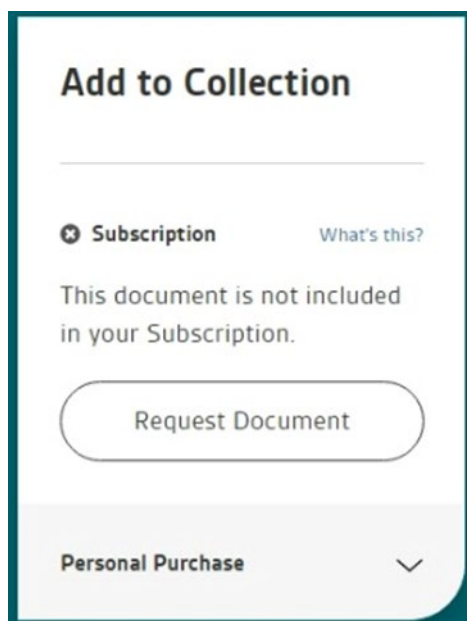 Add to Collection
Subscription What's this?
This document is not included
in your Subscription.
Request Document
Personal Purchase